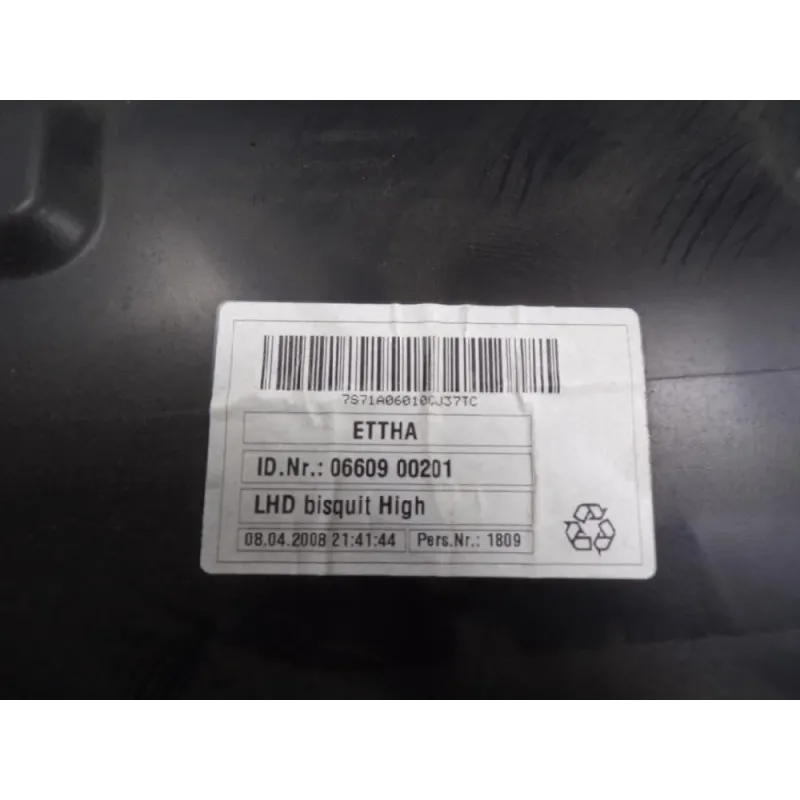 7S71A06010CJ37TC
ETTHA
ID.Nr.: 06609 00201
LHD bisquit High
08.04.2008 21:41:44 Pers.Nr.: 1809